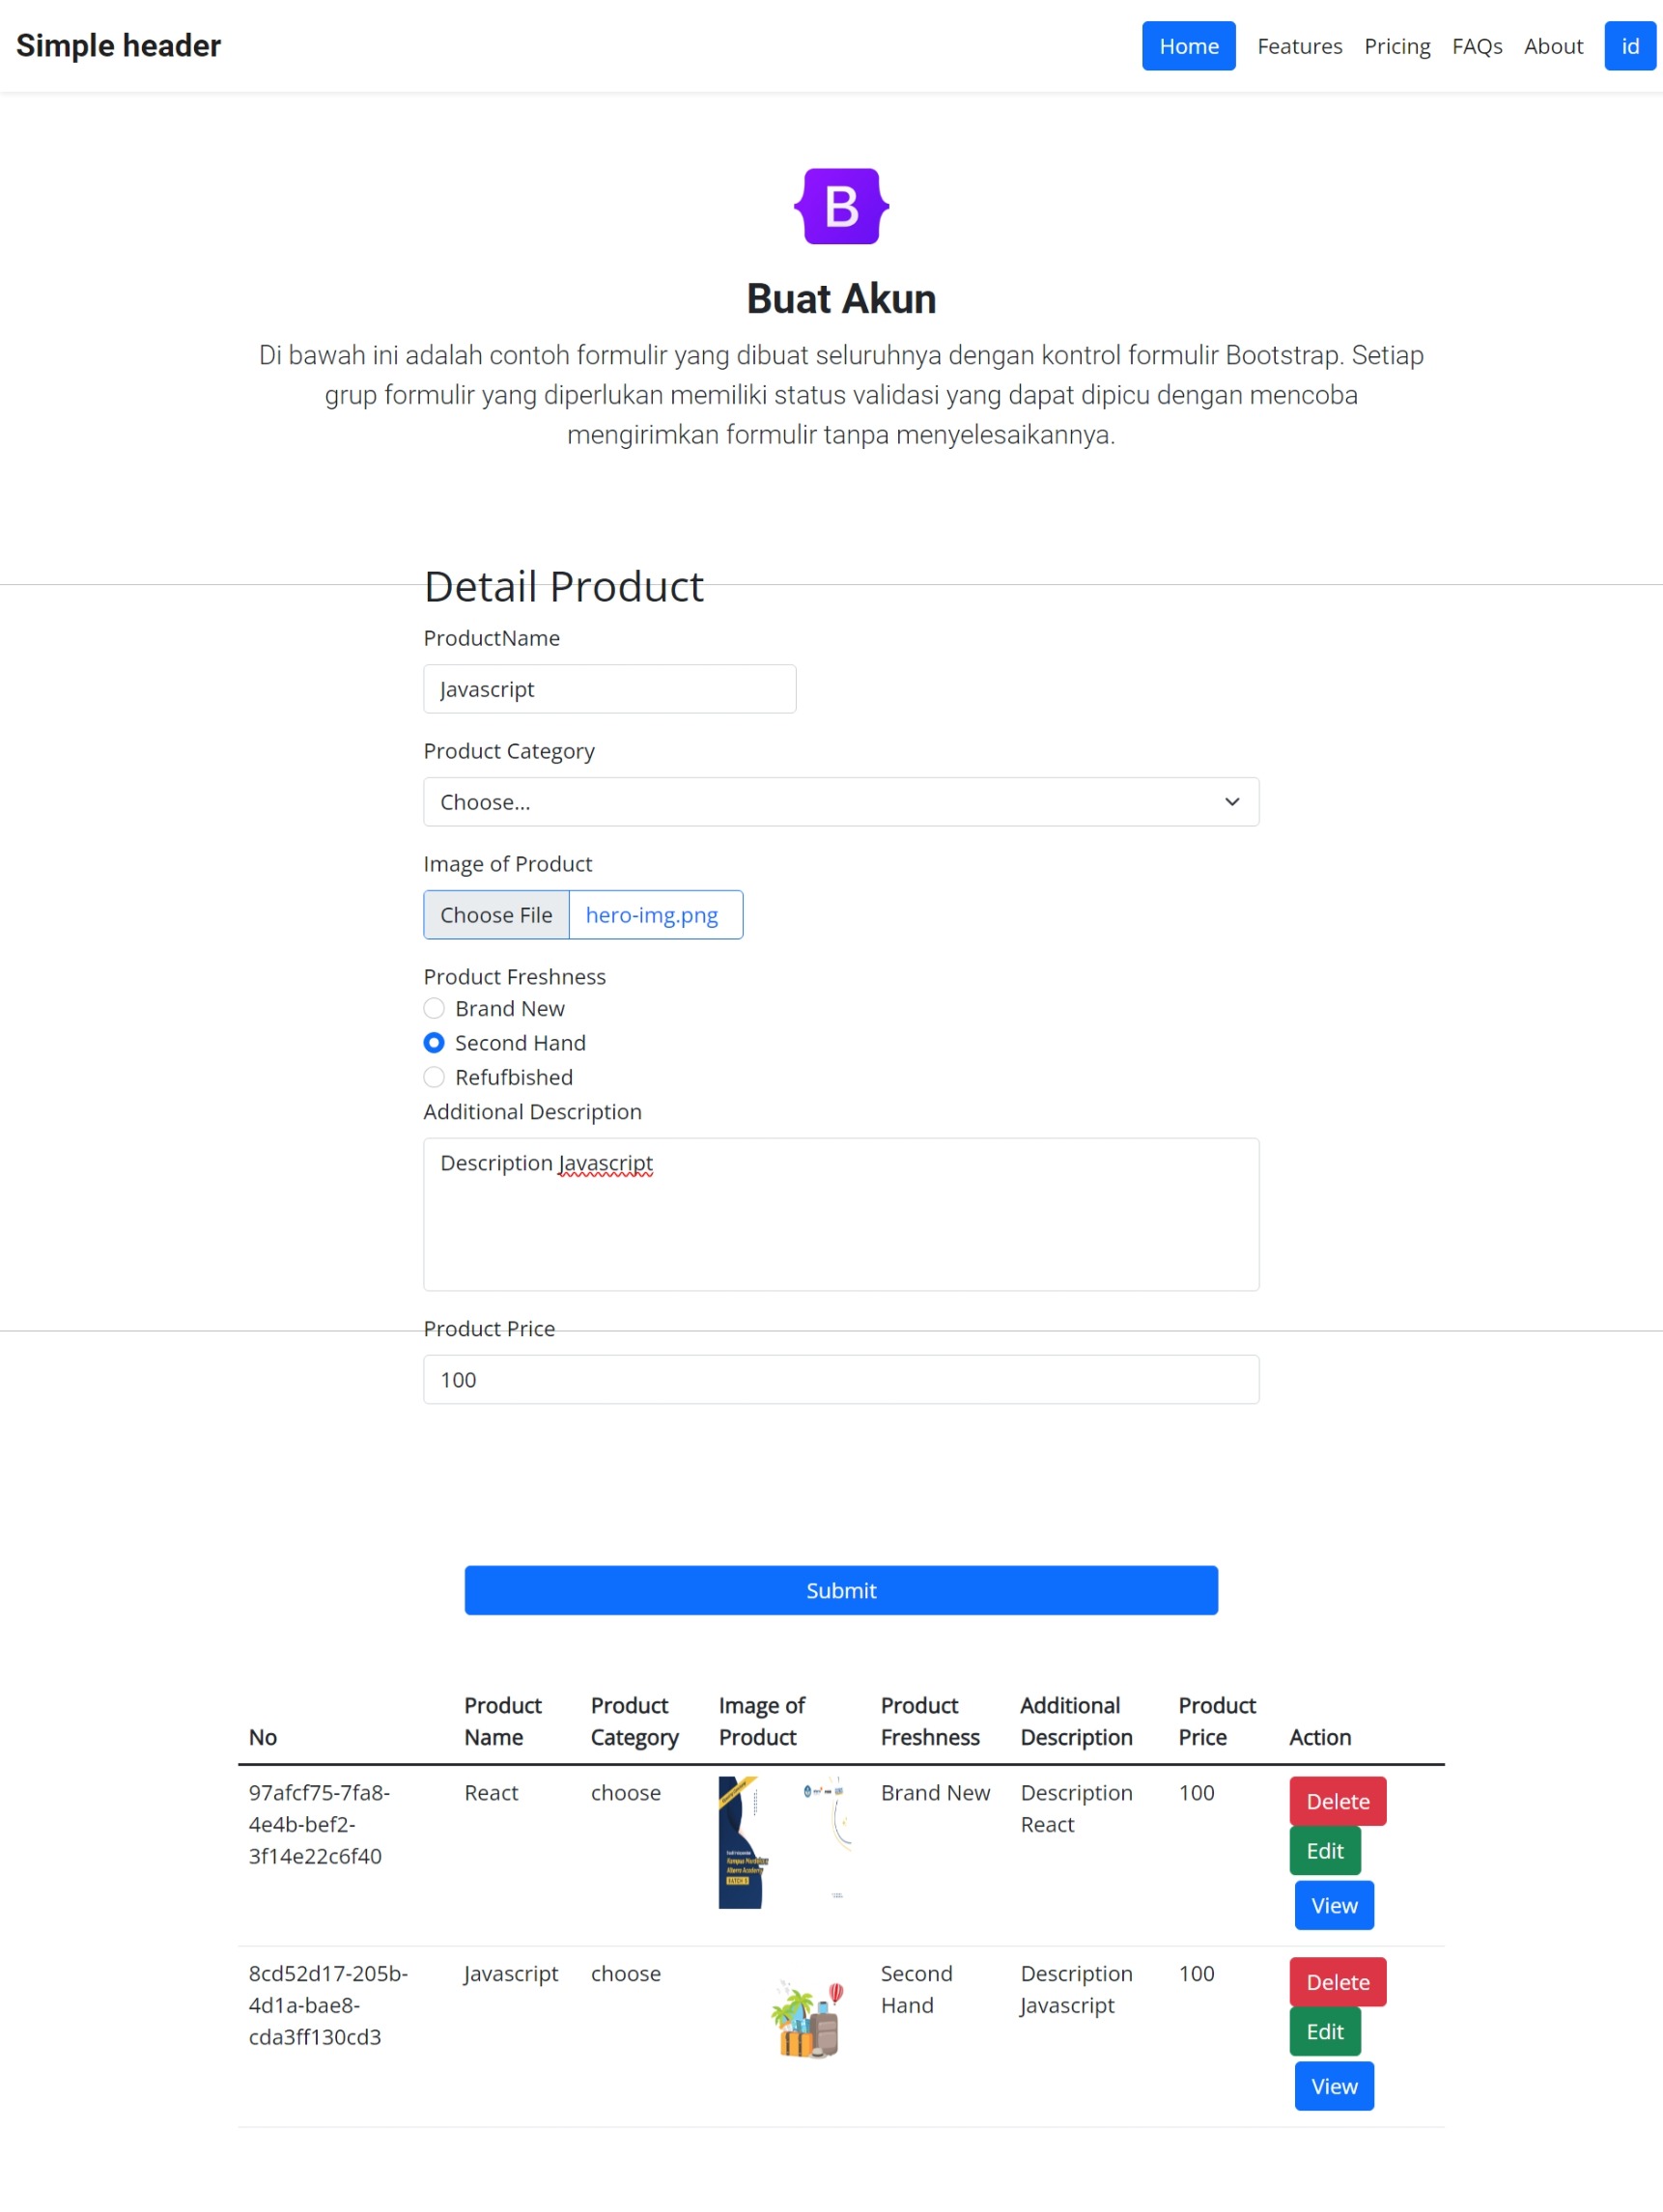 Simple header
Home Features Pricing FAQs About id
B
Buat Akun
Di bawah ini adalah contoh formulir yang dibuat seluruhnya dengan kontrol formulir Bootstrap. Setiap
grup formulir yang diperlukan memiliki status validasi yang dapat dipicu dengan mencoba
mengirimkan formulir tanpa menyelesaikannya.
Detail Product
ProductName
Javascript
Product Category
Choose...
Image of Product
Choose File hero-img.png
Product Freshness
Brand New
Second Hand
Refufbished
Additional Description
Description Javascript
Product Price
100
Submit
No Product Name Product Category Image of Product Product Freshness Additional Description Product Price Action
97afcf75-7fa8-
4e4b-bef2-
3f14e22c6f40
React
choose
Brand New
Description
React
100
Delete
Edit
View
8cd52d17-205b-
4d1a-bae8-
cda3ff130cd3
Javascript
choose
Second
Hand
Description
Javascript
100
Delete
Edit
View